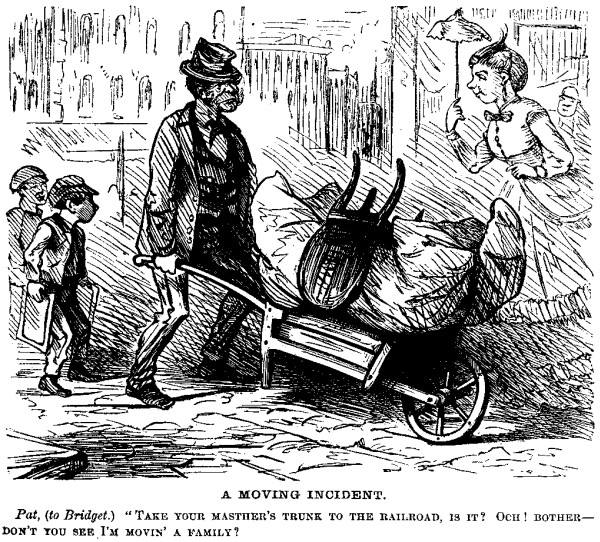 A MOVING INCIDENT.
Pat, (to Bridget.) "TAKE YOUR MASTHER'S TRUNK TO THE RAILROAD, IS IT? OCH! BOTHER—
DON'T YOU SEE I'M MOVIN' A FAMILY?